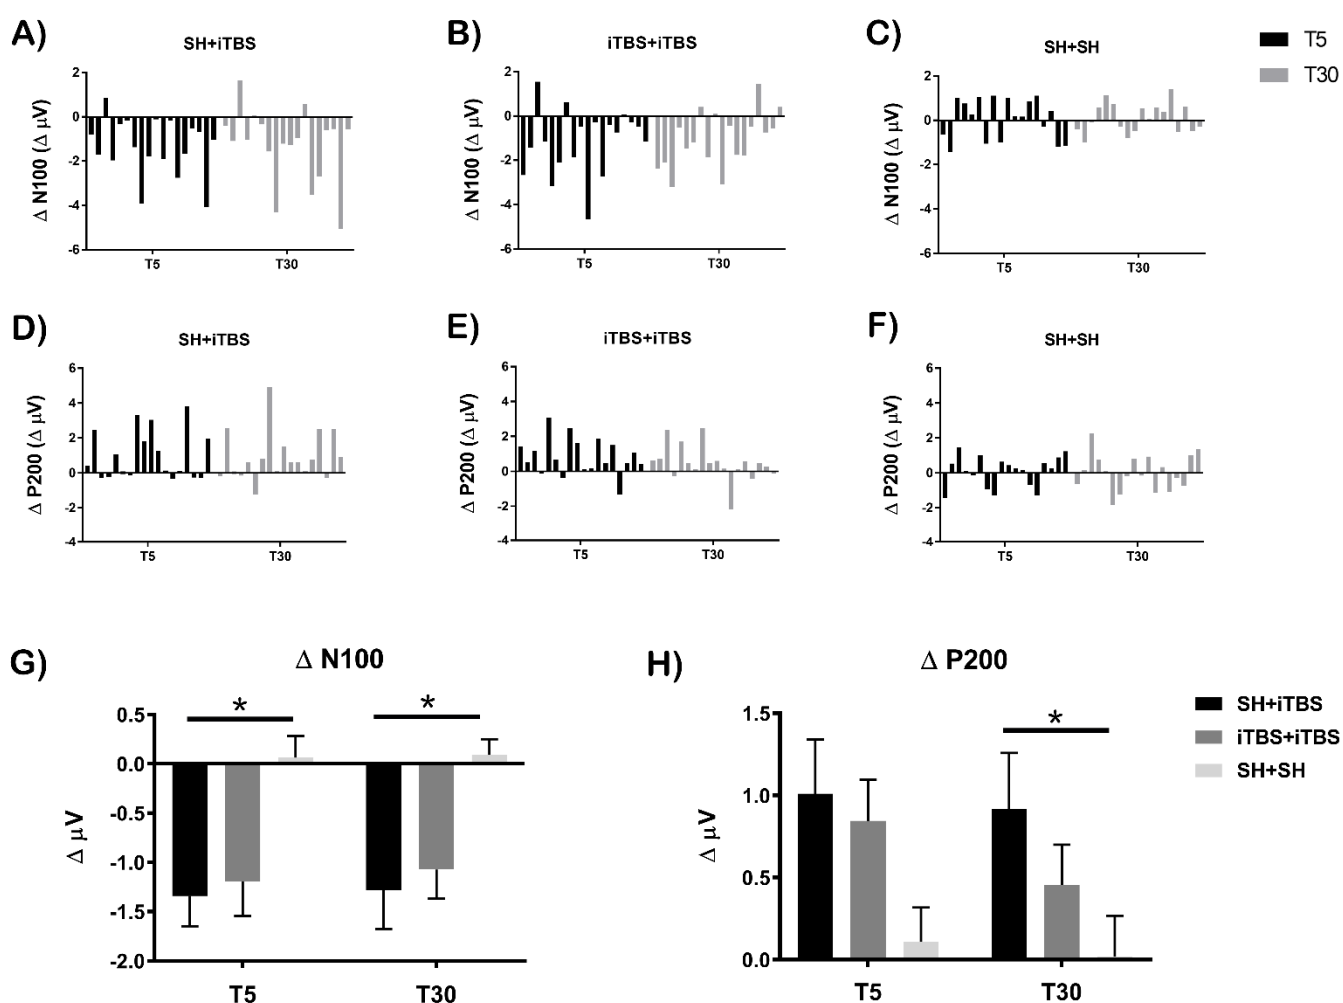 A)
SH+iTBS
Δ N100 (Δ µV)
2
0
-2
-4
-6
T5
T30
B)
iTBS+iTBS
Δ N100 (Δ µV)
2
0
-2
-4
-6
T5
T30
C)
SH+SH
Δ N100 (Δ µV)
2
0
-2
-4
-6
T5
T30
T5
T30
D)
SH+iTBS
Δ P200 (Δ µV)
6
4
2
0
-2
-4
T5
T30
E)
iTBS+iTBS
Δ P200 (Δ µV)
6
4
2
0
-2
-4
T5
T30
F)
SH+SH
Δ P200 (Δ µV)
6
4
2
0
-2
-4
T5
T30
G)
Δ N100
Δ µV
0.5
0.0
-0.5
-1.0
-1.5
-2.0
*
*
T5
T30
H)
Δ P200
Δ µV
1.5
1.0
0.5
0.0
*
T5
T30
SH+iTBS
iTBS+iTBS
SH+SH